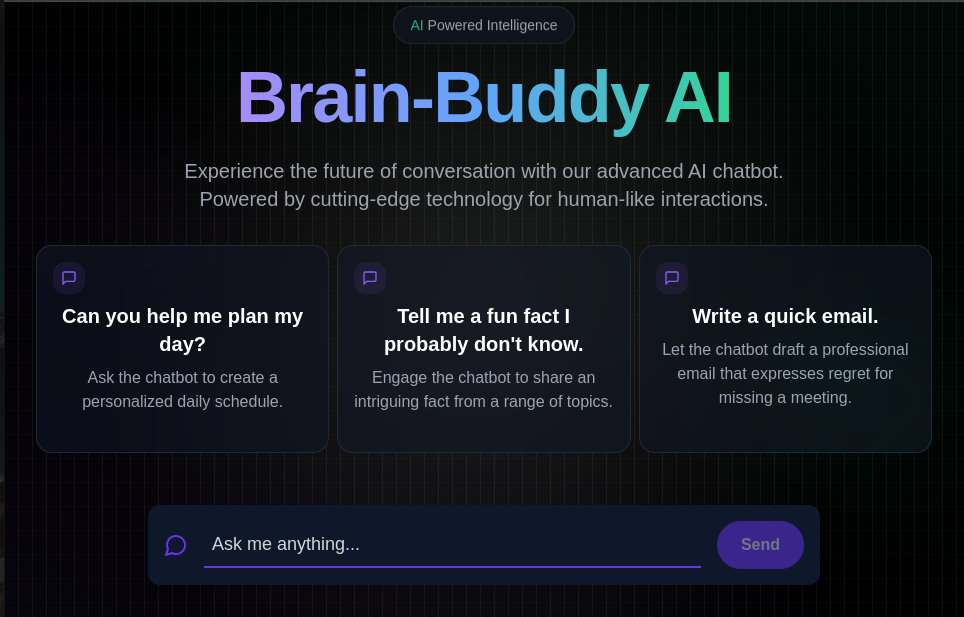 AI Powered Intelligence
Brain-Buddy AI
Experience the future of conversation with our advanced AI chatbot.
Powered by cutting-edge technology for human-like interactions.
Can you help me plan my
day?
Ask the chatbot to create a
personalized daily schedule.
Tell me a fun fact I
probably don't know.
Engage the chatbot to share an
intriguing fact from a range of topics.
Write a quick email.
Let the chatbot draft a professional
email that expresses regret for
missing a meeting.
Ask me anything...
Send